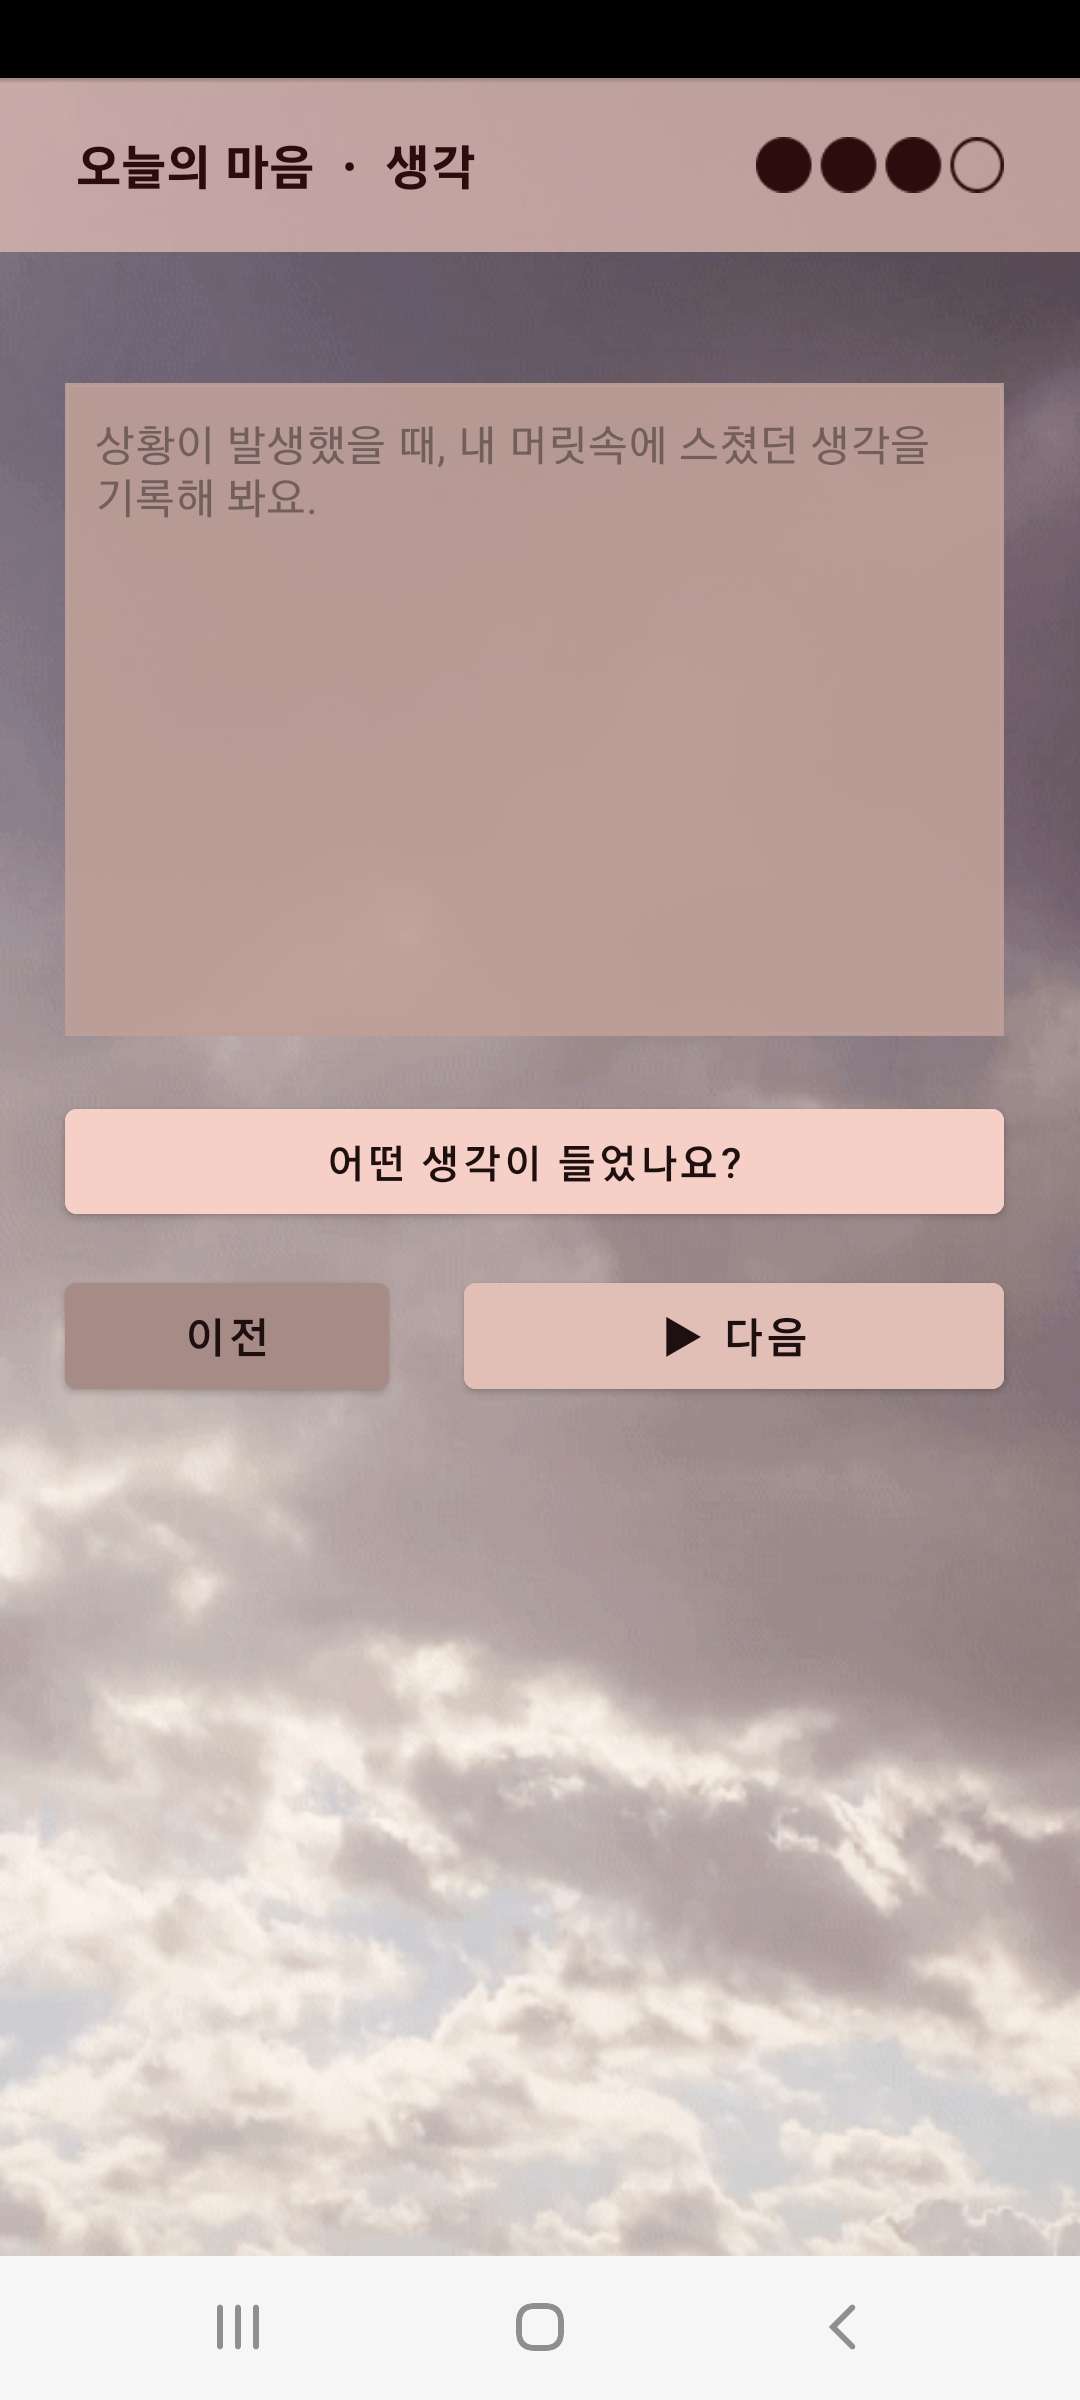 오늘의 마음 · 생각
상황이 발생했을 때, 내 머릿속에 스쳤던 생각을
기록해 봐요.
어떤 생각이 들었나요?
이전
▶ 다음